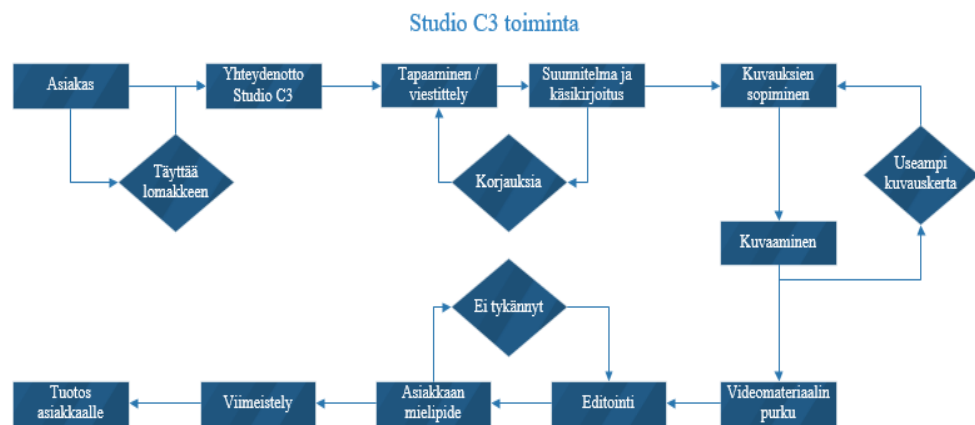 Studio C3 toiminta
Asiakas
Yhteydenotto
Studio C3
Tapaaminen /
viestittely
Suunnitelma ja
käsikirjoitus
Kuvauksien
sopiminen
Täyttää
lomakkeen
Korjauksia
Useampi
kuvauskerta
Kuvaaminen
Ei tykännyt
Tuotos
asiakkaalle
Viimeistely
Asiakkaan
mielipide
Editointi
Videomateriaalin
purku